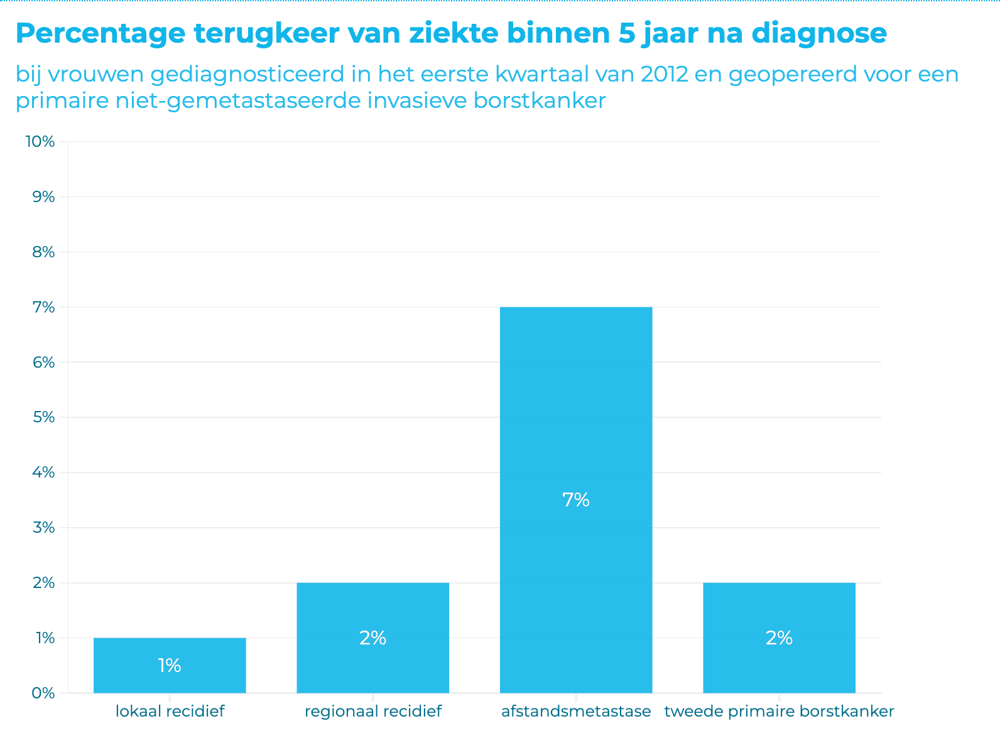 Percentage terugkeer van ziekte binnen 5 jaar na diagnose
bij vrouwen gediagnosticeerd in het eerste kwartaal van 2012 en geopereerd voor een
primaire niet-gemetastaseerde invasieve borstkanker
10%
9%
8%
7%
6%
5%
4%
3%
2%
1%
0%
1%
2%
7%
2%
lokaal recidief
regionaal recidief
afstandsmetastase
tweede primaire borstkanker